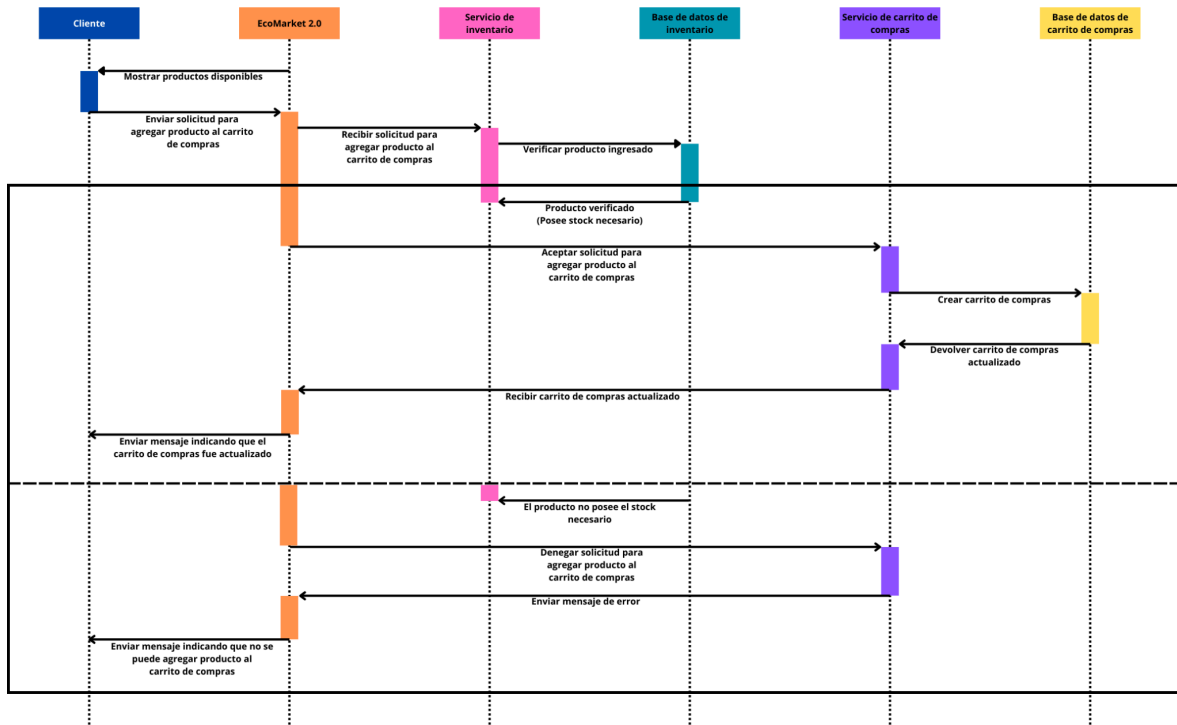 Cliente
EcoMarket 2.0
Servicio de
inventario
Base de datos de
inventario
Servicio de carrito de
compras
Base de datos de
carrito de compras
Mostrar productos disponibles
Enviar solicitud para
agregar producto al carrito
de compras
Recibir solicitud para
agregar producto al
carrito de compras
Verificar producto ingresado
Producto verificado
(Posee stock necesario)
Aceptar solicitud para
agregar producto al
carrito de compras
Crear carrito de compras
Devolver carrito de compras
actualizado
Recibir carrito de compras actualizado
Enviar mensaje indicando que el
carrito de compras fue actualizado
El producto no posee el stock
necesario
Denegar solicitud para
agregar producto al
carrito de compras
Enviar mensaje de error
Enviar mensaje indicando que no se
puede agregar producto al
carrito de compras